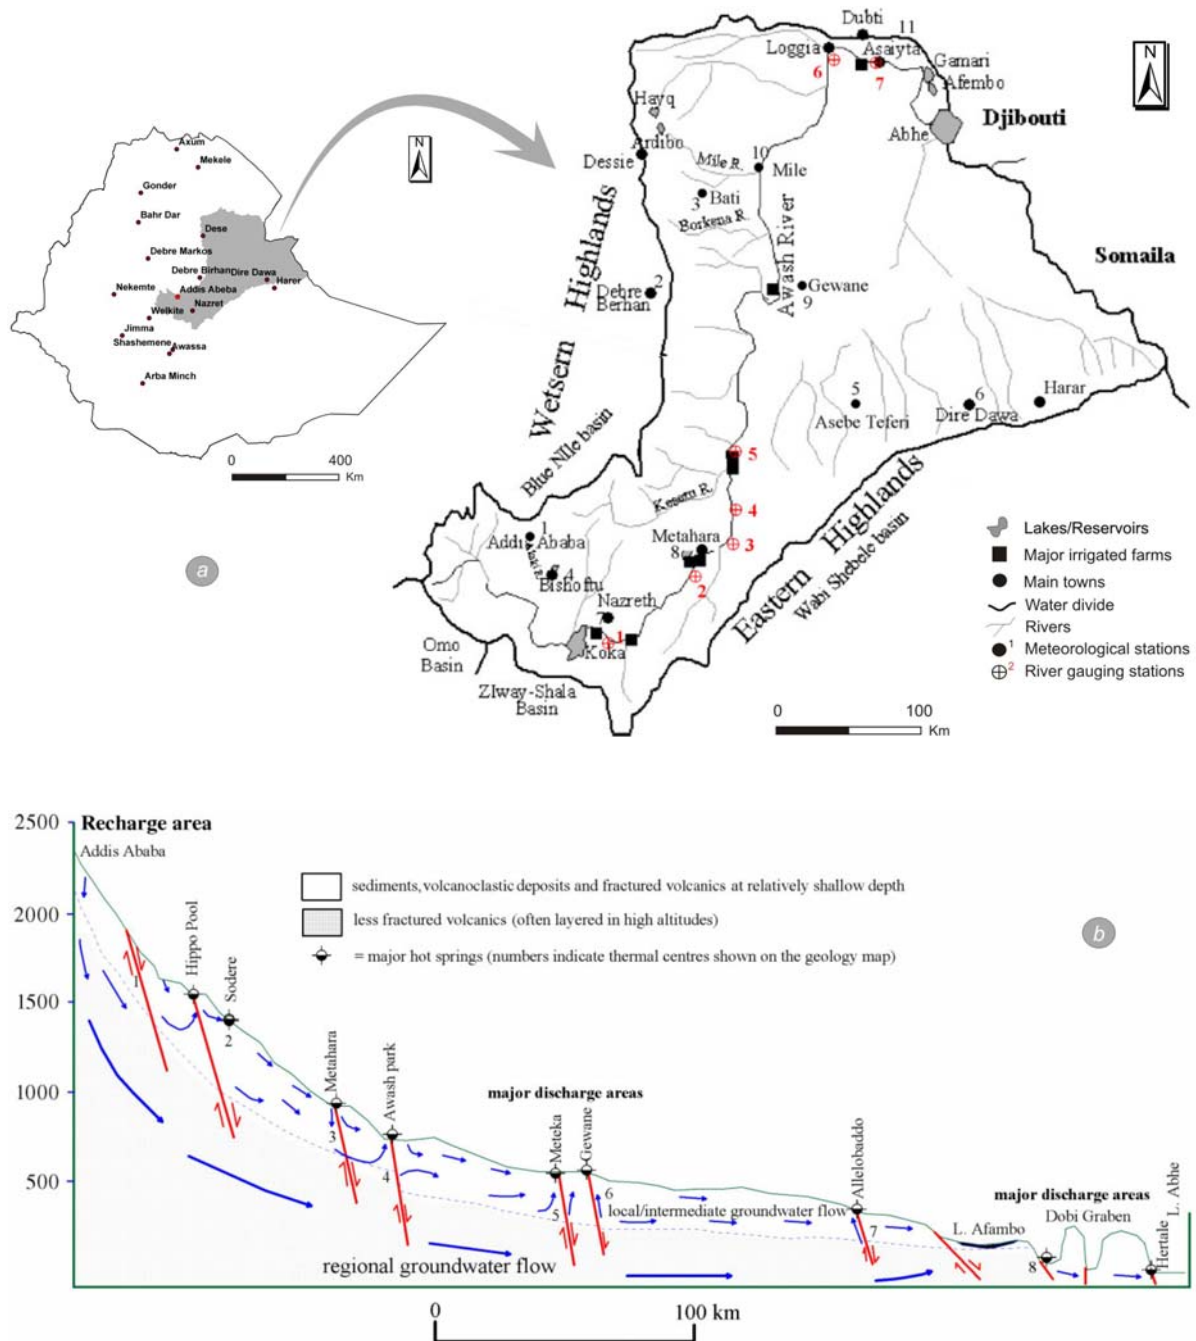 a
N
Axum
Mekele
Gonder
Bahr Dar
Dese
Debre Markos
Debre Birhan
Dire Dawa
Nekemte
Addis Abeba
Harer
Welkite
Nazret
Jimma
Shashemene
Awassa
Arba Minch
0 400
Km
a
N
Dubti
11
Loggia
Asaiyta
6
7
Gamari
Afembo
Hayq
Djibouti
Abhe
Ardibo
Dessie
Mile R.
10
Mile
3
Bati
Borkena R.
Awash River
Somaila
Wetsern Highlands
2
Debre
Berhan
Gewane
9
5
Asebe Teferi
6
Dire Dawa
Harar
Blue NIle basin
5
Kesem R.
4
3
1
Addi Ababa
Metahara
8
2
4
Bishoftu
Nazreth
7
1
Koka
Eastern Highlands
Wabi Shebele basin
Omo
Basin
ZIway-Shala
Basin
Lakes/Reservoirs
Major irrigated farms
Main towns
Water divide
Rivers
1 Meteorological stations
2 River gauging stations
0 100
Km
2500
Recharge area
Addis Ababa
2000
1500
1000
500
sediments, volcanoclastic deposits and fractured volcanics at relatively shallow depth
less fractured volcanics (often layered in high altitudes)
= major hot springs (numbers indicate thermal centres shown on the geology map)
b
1
Hippo Pool
Sodere
2
Metahara
3
Awash park
4
major discharge areas
Meteka
Gewane
5
6
local/intermediate groundwater flow
Allelobaddo
7
major discharge areas
L. Afambo
Dobi Graben
8
Hertale
L. Abhe
regional groundwater flow
0 100 km